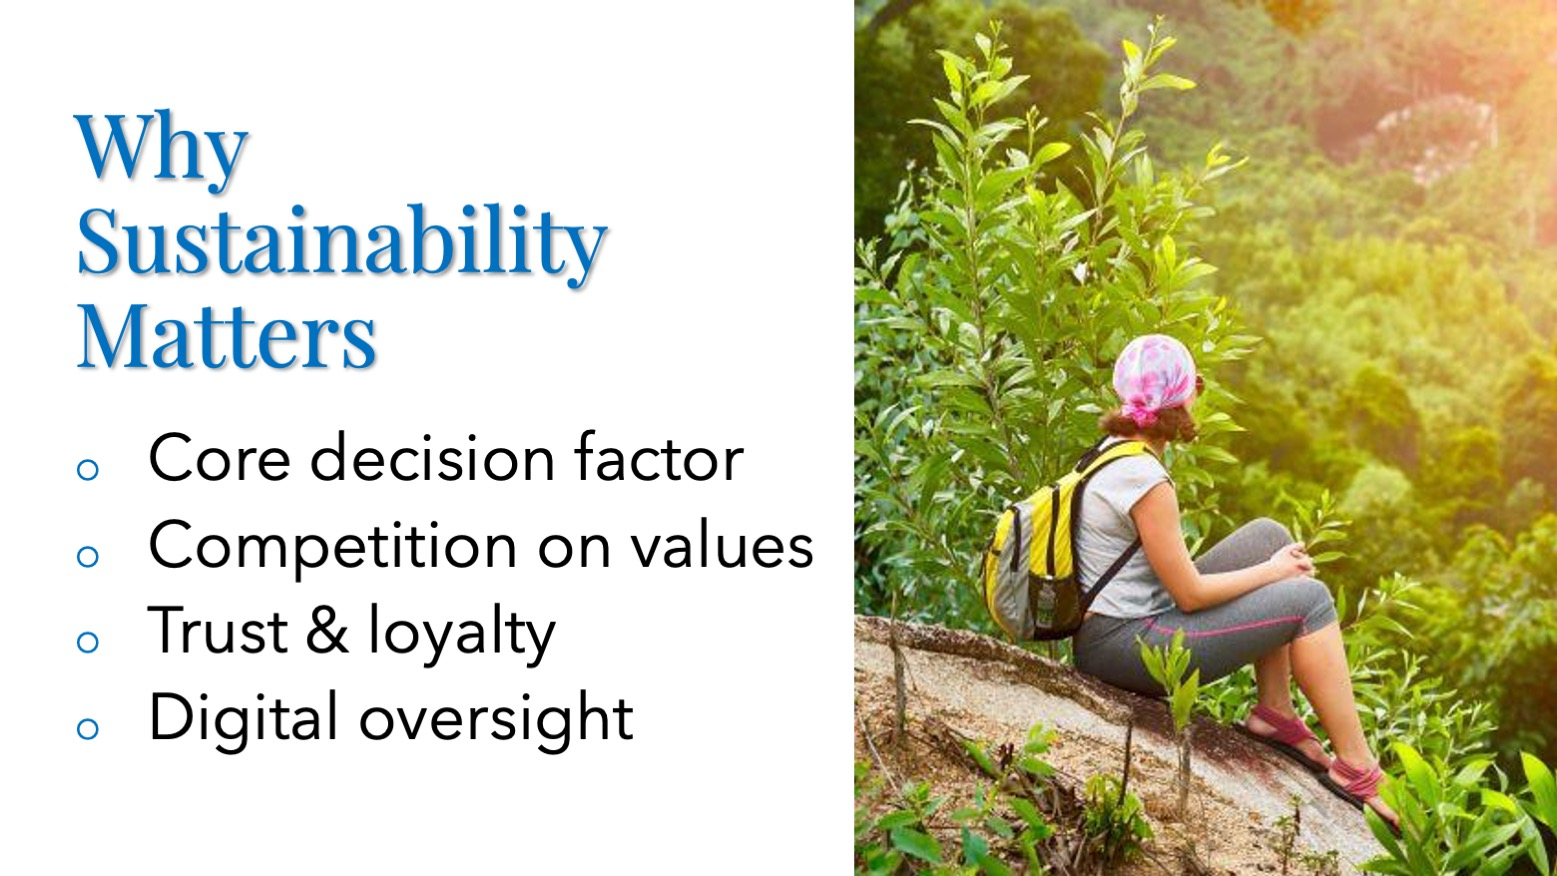 Why
Sustainability
Matters
Core decision factor
Competition on values
Trust & loyalty
Digital oversight